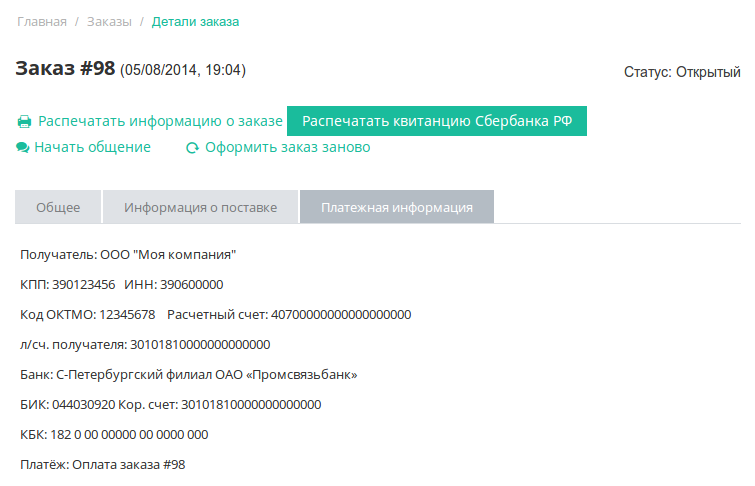 Главная / Заказы / Детали заказа
Заказ #98 (05/08/2014, 19:04)
Статус: Открытый
Распечатать информацию о заказе Распечатать квитанцию Сбербанка РФ
Начать общение Оформить заказ заново
Общее Информация о поставке Платежная информация
Получатель: ООО "Моя компания"
КПП: 390123456 ИНН: 390600000
Код ОКТМО: 12345678 Расчетный счет: 40700000000000000000
л/сч. получателя: 30101810000000000000
Банк: С-Петербургский филиал ОАО «Промсвязьбанк»
БИК: 044030920 Кор. счет: 30101810000000000000
КБК: 182 0 00 00000 00 0000 000
Платёж: Оплата заказа #98